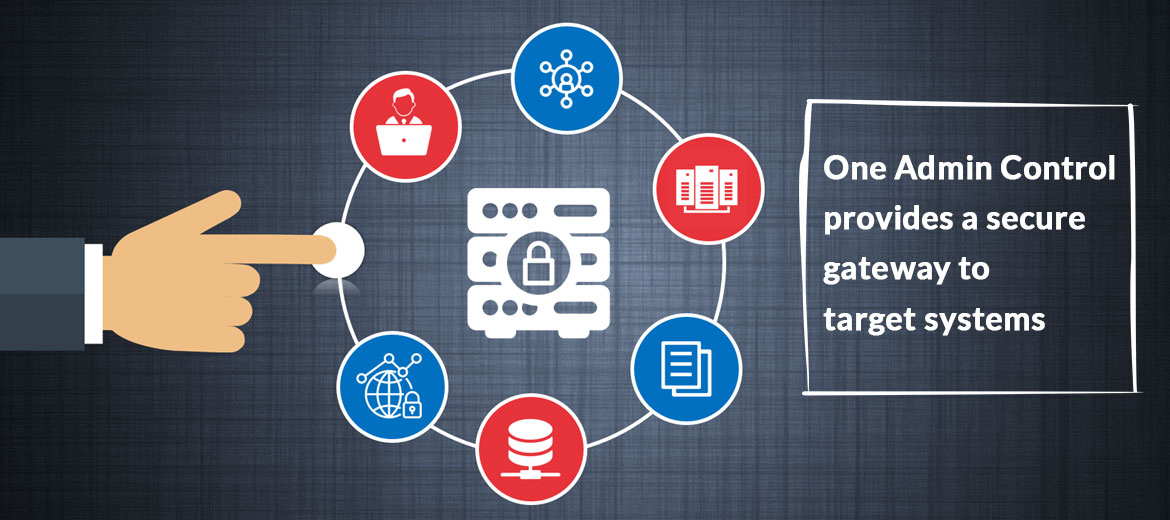 One Admin Control
provides a secure
gateway to
target systems